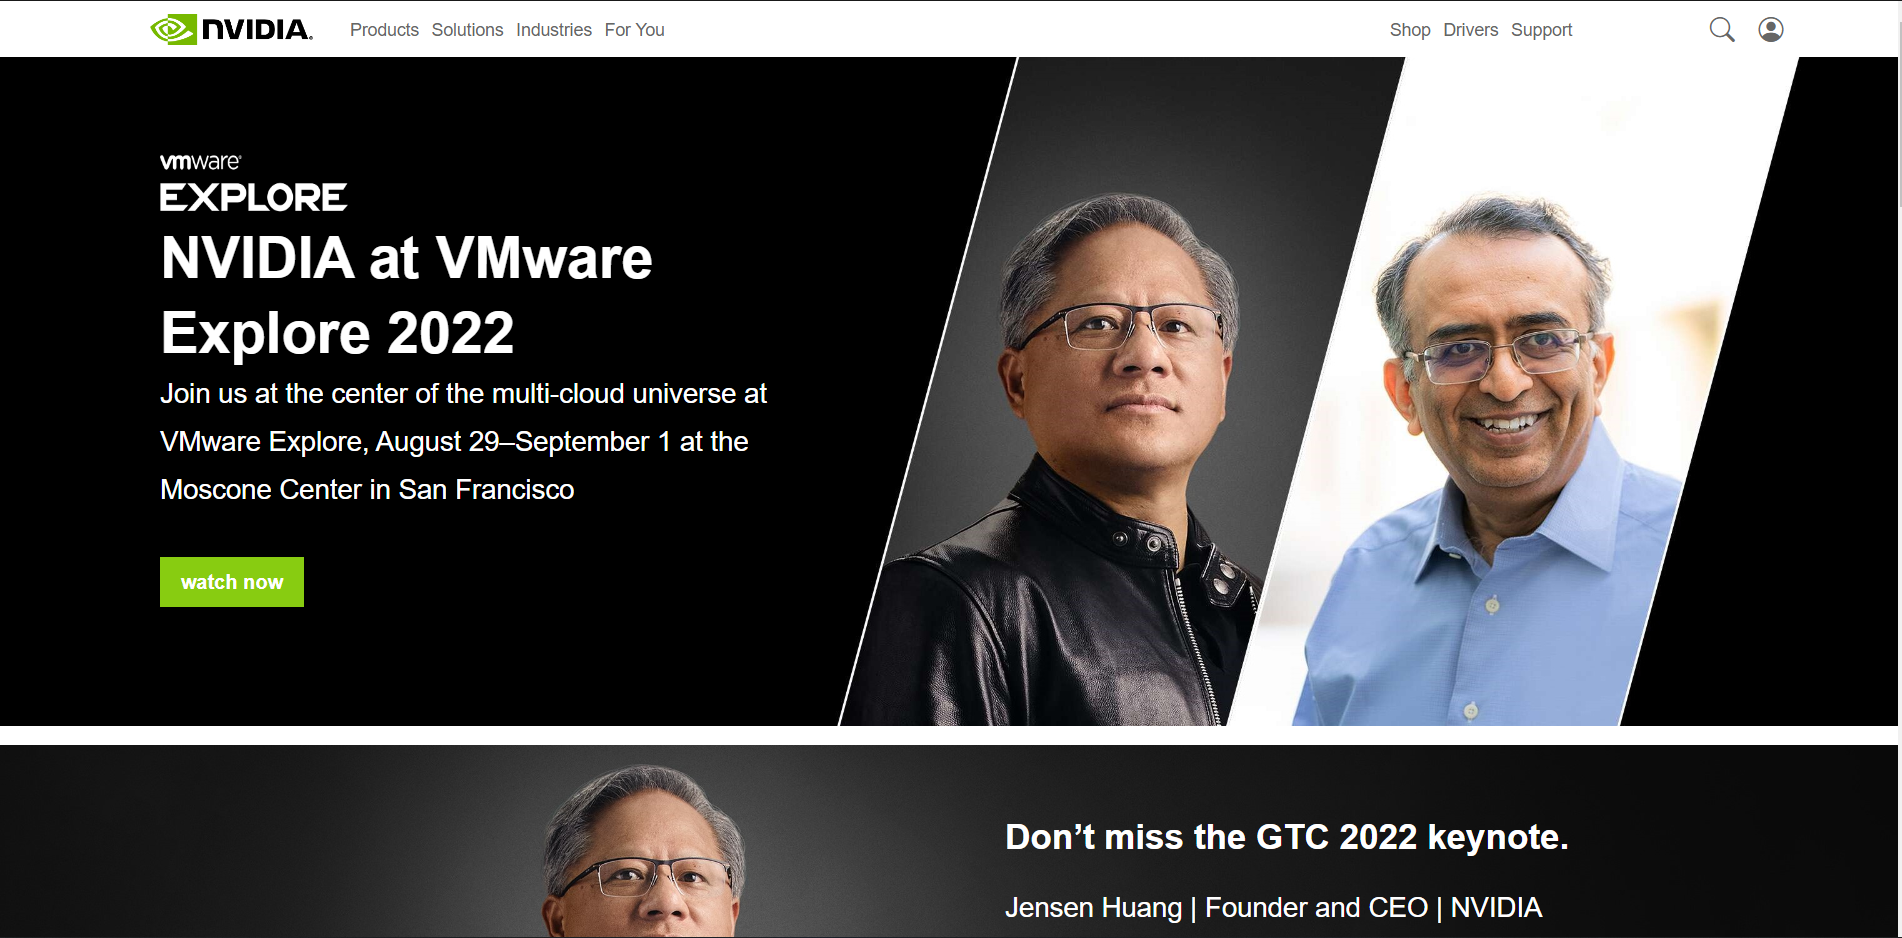 NVIDIA.
Products Solutions Industries For You
Shop Drivers Support
vmware®
EXPLORE
NVIDIA at VMware
Explore 2022
Join us at the center of the multi-cloud universe at
VMware Explore, August 29–September 1 at the
Moscone Center in San Francisco
watch now
Don’t miss the GTC 2022 keynote.
Jensen Huang | Founder and CEO | NVIDIA